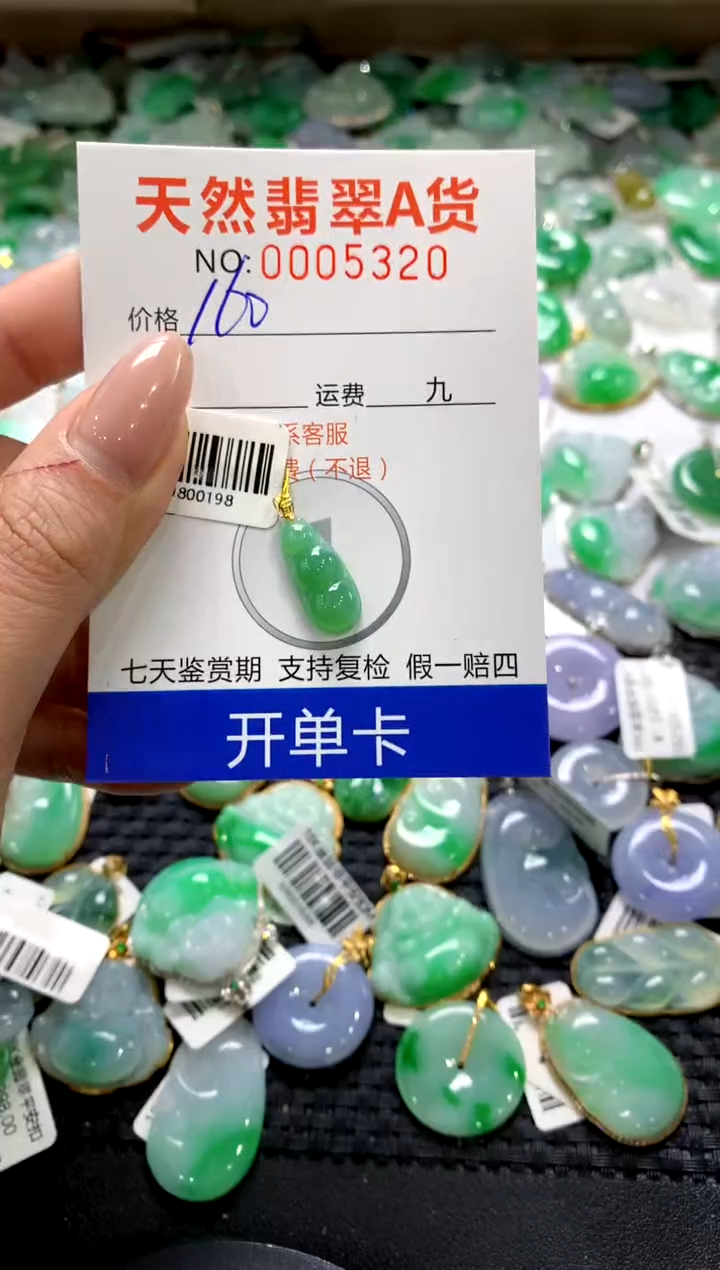 天然翡翠A货
NO:0005320
价格 160
运费 九
系客服
费(不退)
800198
七天鉴赏期 支持复检 假一赔四
开单卡